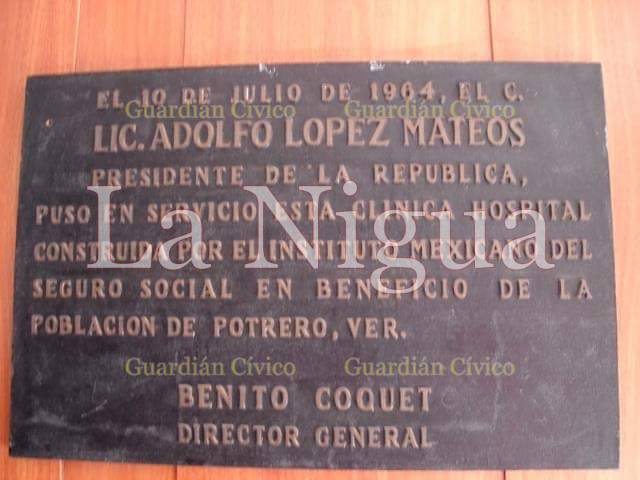 EL 10 DE JULIO DE 1964, EL C.
Guardián Cívico Guardián Cívico
LIC. ADOLFO LOPEZ MATEOS
PRESIDENTE DE LA REPUBLICA,
La Nigua
PUSO EN SERVICIO ESTA CLINICA HOSPITAL
CONSTRUIDA POR EL INSTITUTO MEXICANO DEL
SEGURO SOCIAL EN BENEFICIO DE LA
POBLACION DE POTRERO, VER.
Guardián Cívico Guardián Cívico
BENITO COQUET
DIRECTOR GENERAL